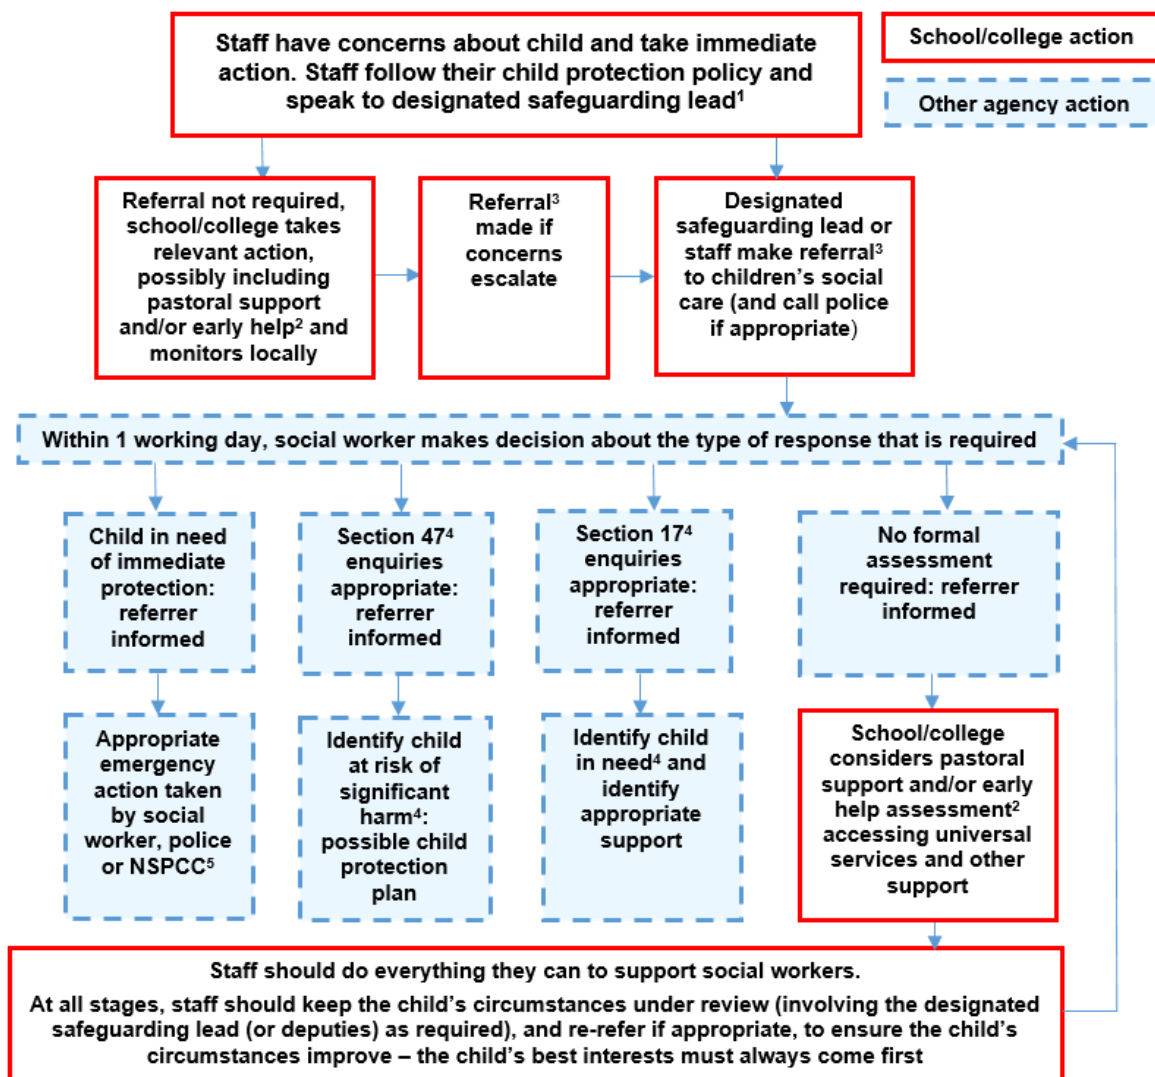 Staff have concerns about child and take immediate
action. Staff follow their child protection policy and
speak to designated safeguarding lead¹
School/college action
Other agency action
Referral not required,
school/college takes
relevant action,
possibly including
pastoral support
and/or early help² and
monitors locally
Referral³
made if
concerns
escalate
Designated
safeguarding lead or
staff make referral³
to children’s social
care (and call police
if appropriate)
Within 1 working day, social worker makes decision about the type of response that is required
Child in need
of immediate
protection:
referrer
informed
Section 47⁴
enquiries
appropriate:
referrer
informed
Section 17⁴
enquiries
appropriate:
referrer
informed
No formal
assessment
required: referrer
informed
Appropriate
emergency
action taken
by social
worker, police
or NSPCC⁵
Identify child
at risk of
significant
harm⁴:
possible child
protection
plan
Identify child
in need⁴ and
identify
appropriate
support
School/college
considers pastoral
support and/or early
help assessment²
accessing universal
services and other
support
Staff should do everything they can to support social workers.
At all stages, staff should keep the child’s circumstances under review (involving the designated
safeguarding lead (or deputies) as required), and re-refer if appropriate, to ensure the child’s
circumstances improve – the child’s best interests must always come first